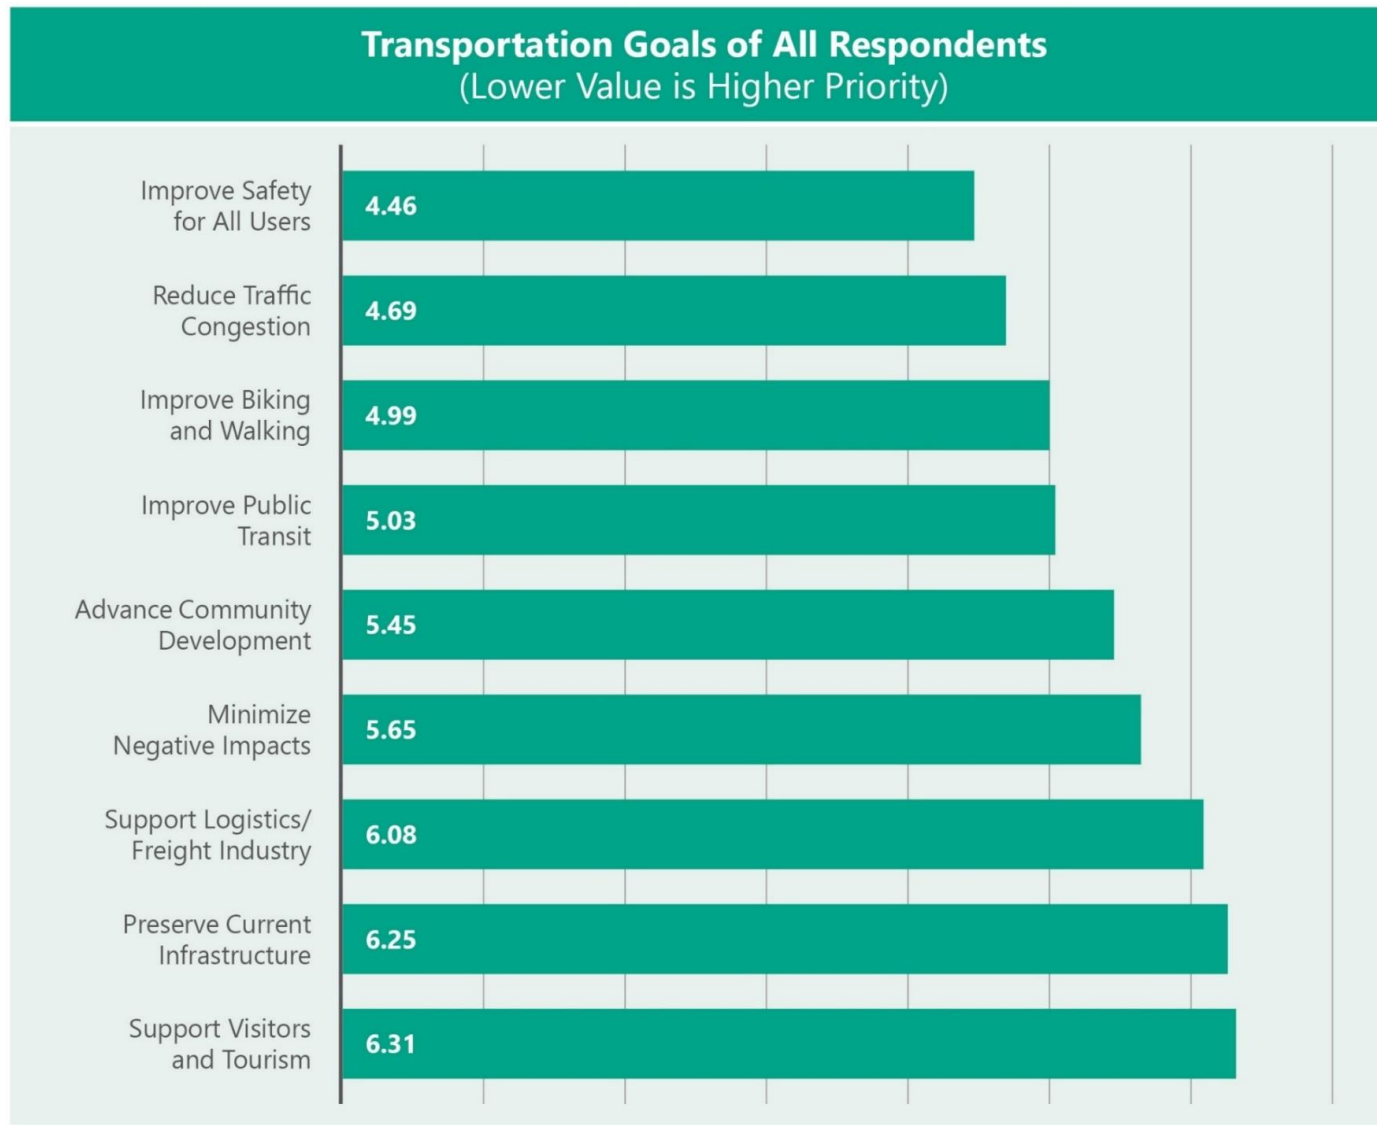 Transportation Goals of All Respondents
(Lower Value is Higher Priority)
Improve Safety
for All Users
4.46
Reduce Traffic
Congestion
4.69
Improve Biking
and Walking
4.99
Improve Public
Transit
5.03
Advance Community
Development
5.45
Minimize
Negative Impacts
5.65
Support Logistics/
Freight Industry
6.08
Preserve Current
Infrastructure
6.25
Support Visitors
and Tourism
6.31